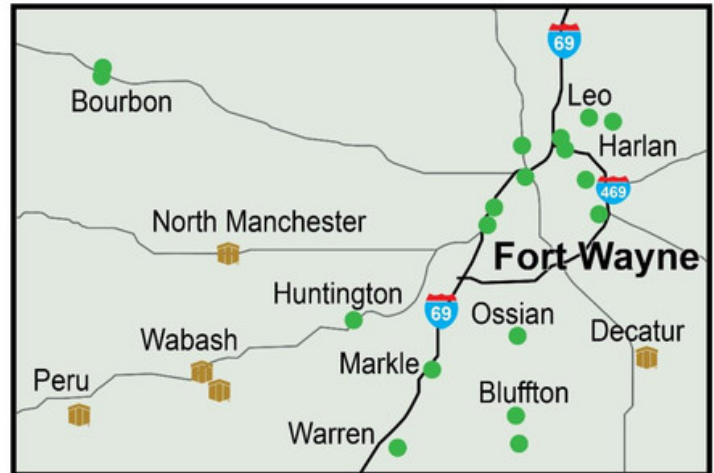 69
Leo
Bourbon
Harlan
469
North Manchester
Fort Wayne
Huntington
69
Ossian
Wabash
Decatur
Markle
Peru
Bluffton
Warren